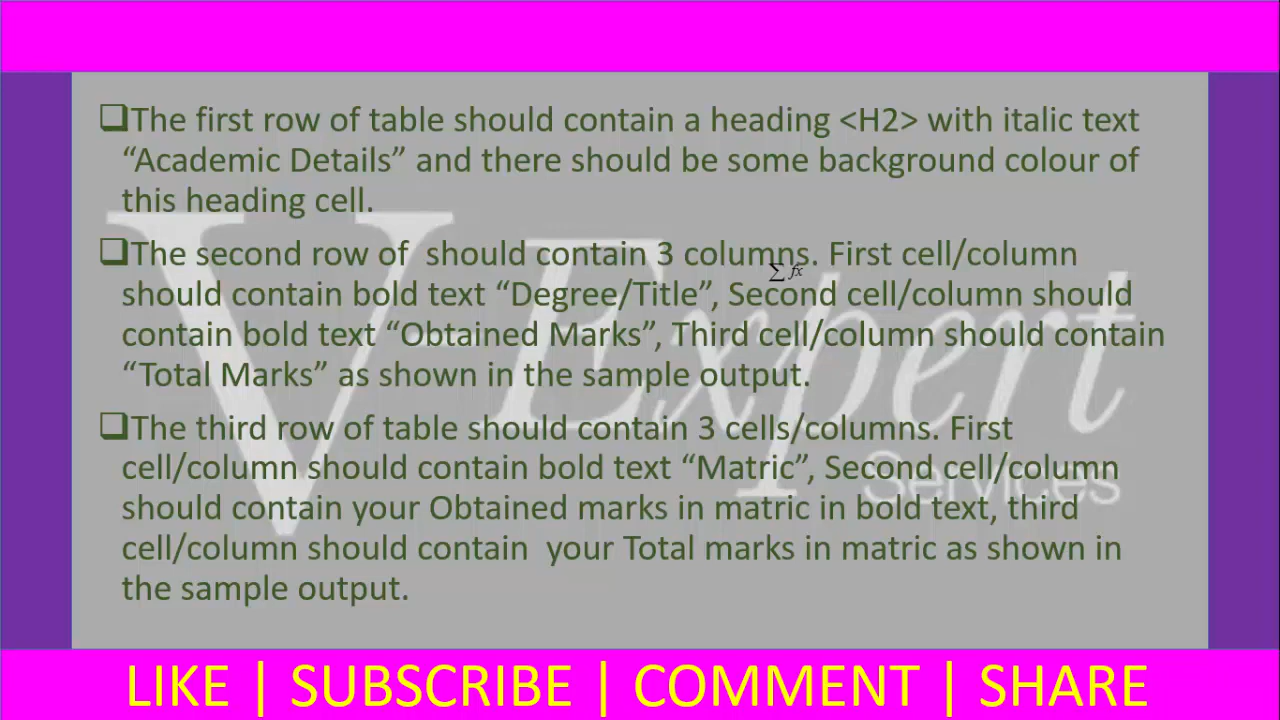 ❑The first row of table should contain a heading <H2> with italic text
“Academic Details” and there should be some background colour of
this heading cell.
❑The second row of  should contain 3 columns. First cell/column
should contain bold text “Degree/Title”, Second cell/column should
contain bold text “Obtained Marks”, Third cell/column should contain
“Total Marks” as shown in the sample output.
❑The third row of table should contain 3 cells/columns. First
cell/column should contain bold text “Matric”, Second cell/column
should contain your Obtained marks in matric in bold text, third
cell/column should contain  your Total marks in matric as shown in
the sample output.
V-Expert
Services
∑ fx
LIKE | SUBSCRIBE | COMMENT | SHARE